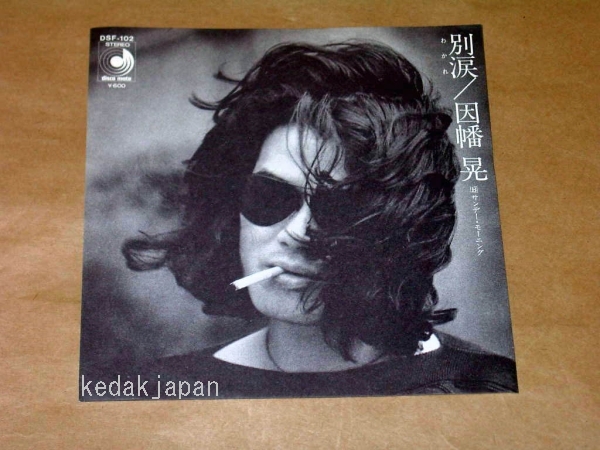 DSF-102
STEREO
disco mate
¥600
別涙/因幡 晃
わかれ
B面 サンデー・モーニング
kedakjapan